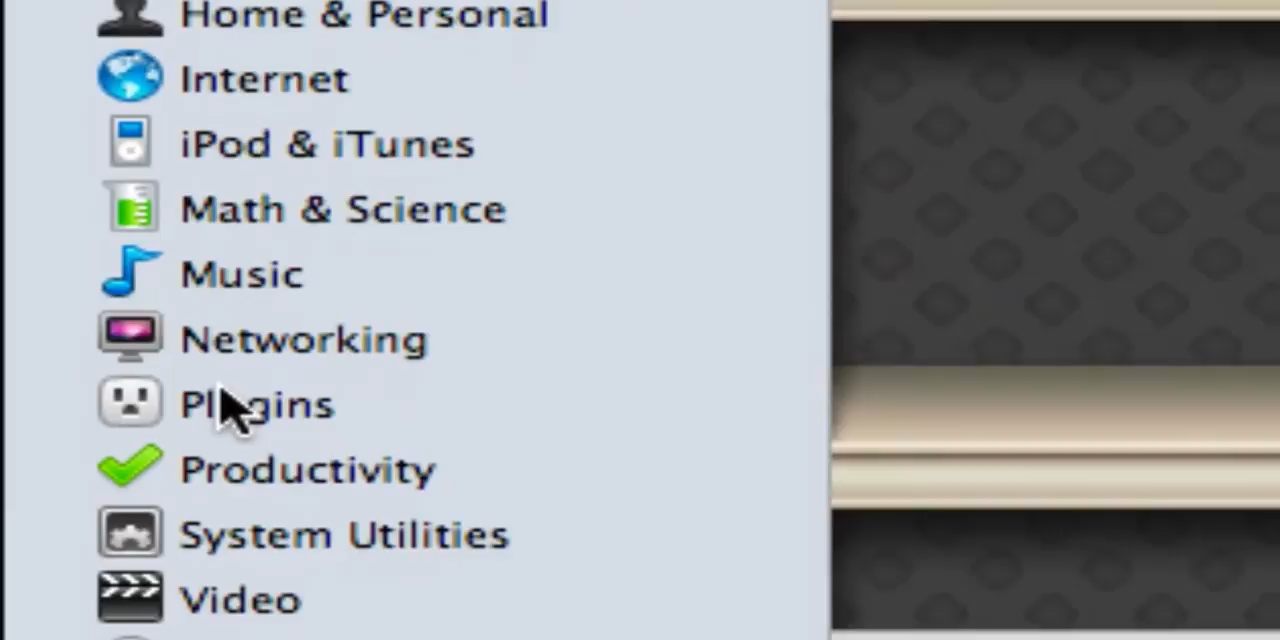 Home & Personal
Internet
iPod & iTunes
Math & Science
Music
Networking
Plugins
Productivity
System Utilities
Video